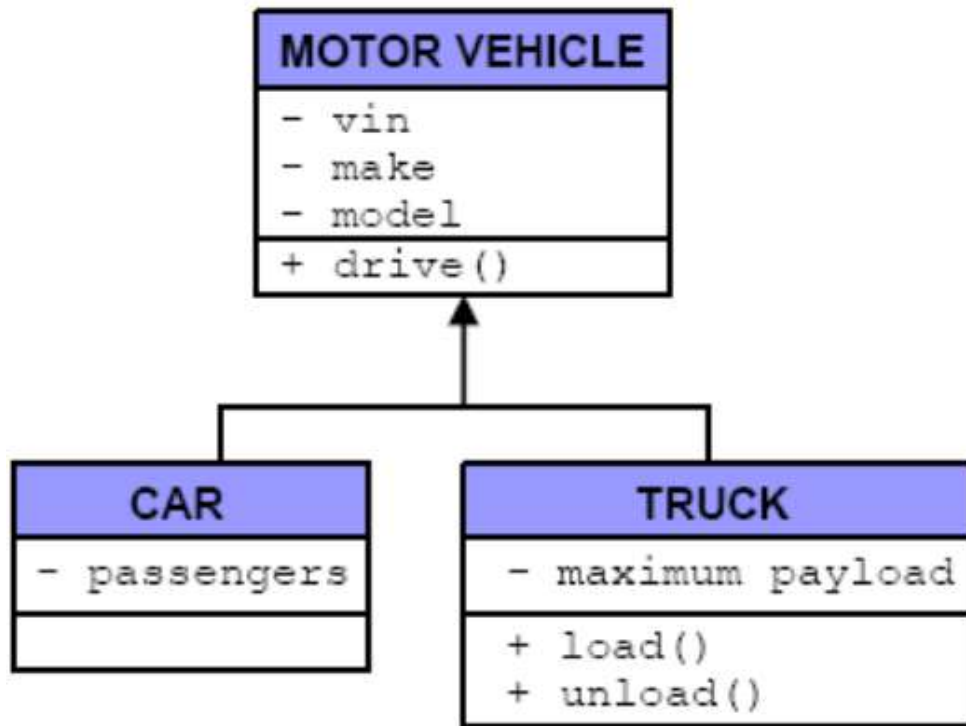 MOTOR VEHICLE
- vin
- make
- model
+ drive()
CAR
- passengers
TRUCK
- maximum payload
+ load()
+ unload()